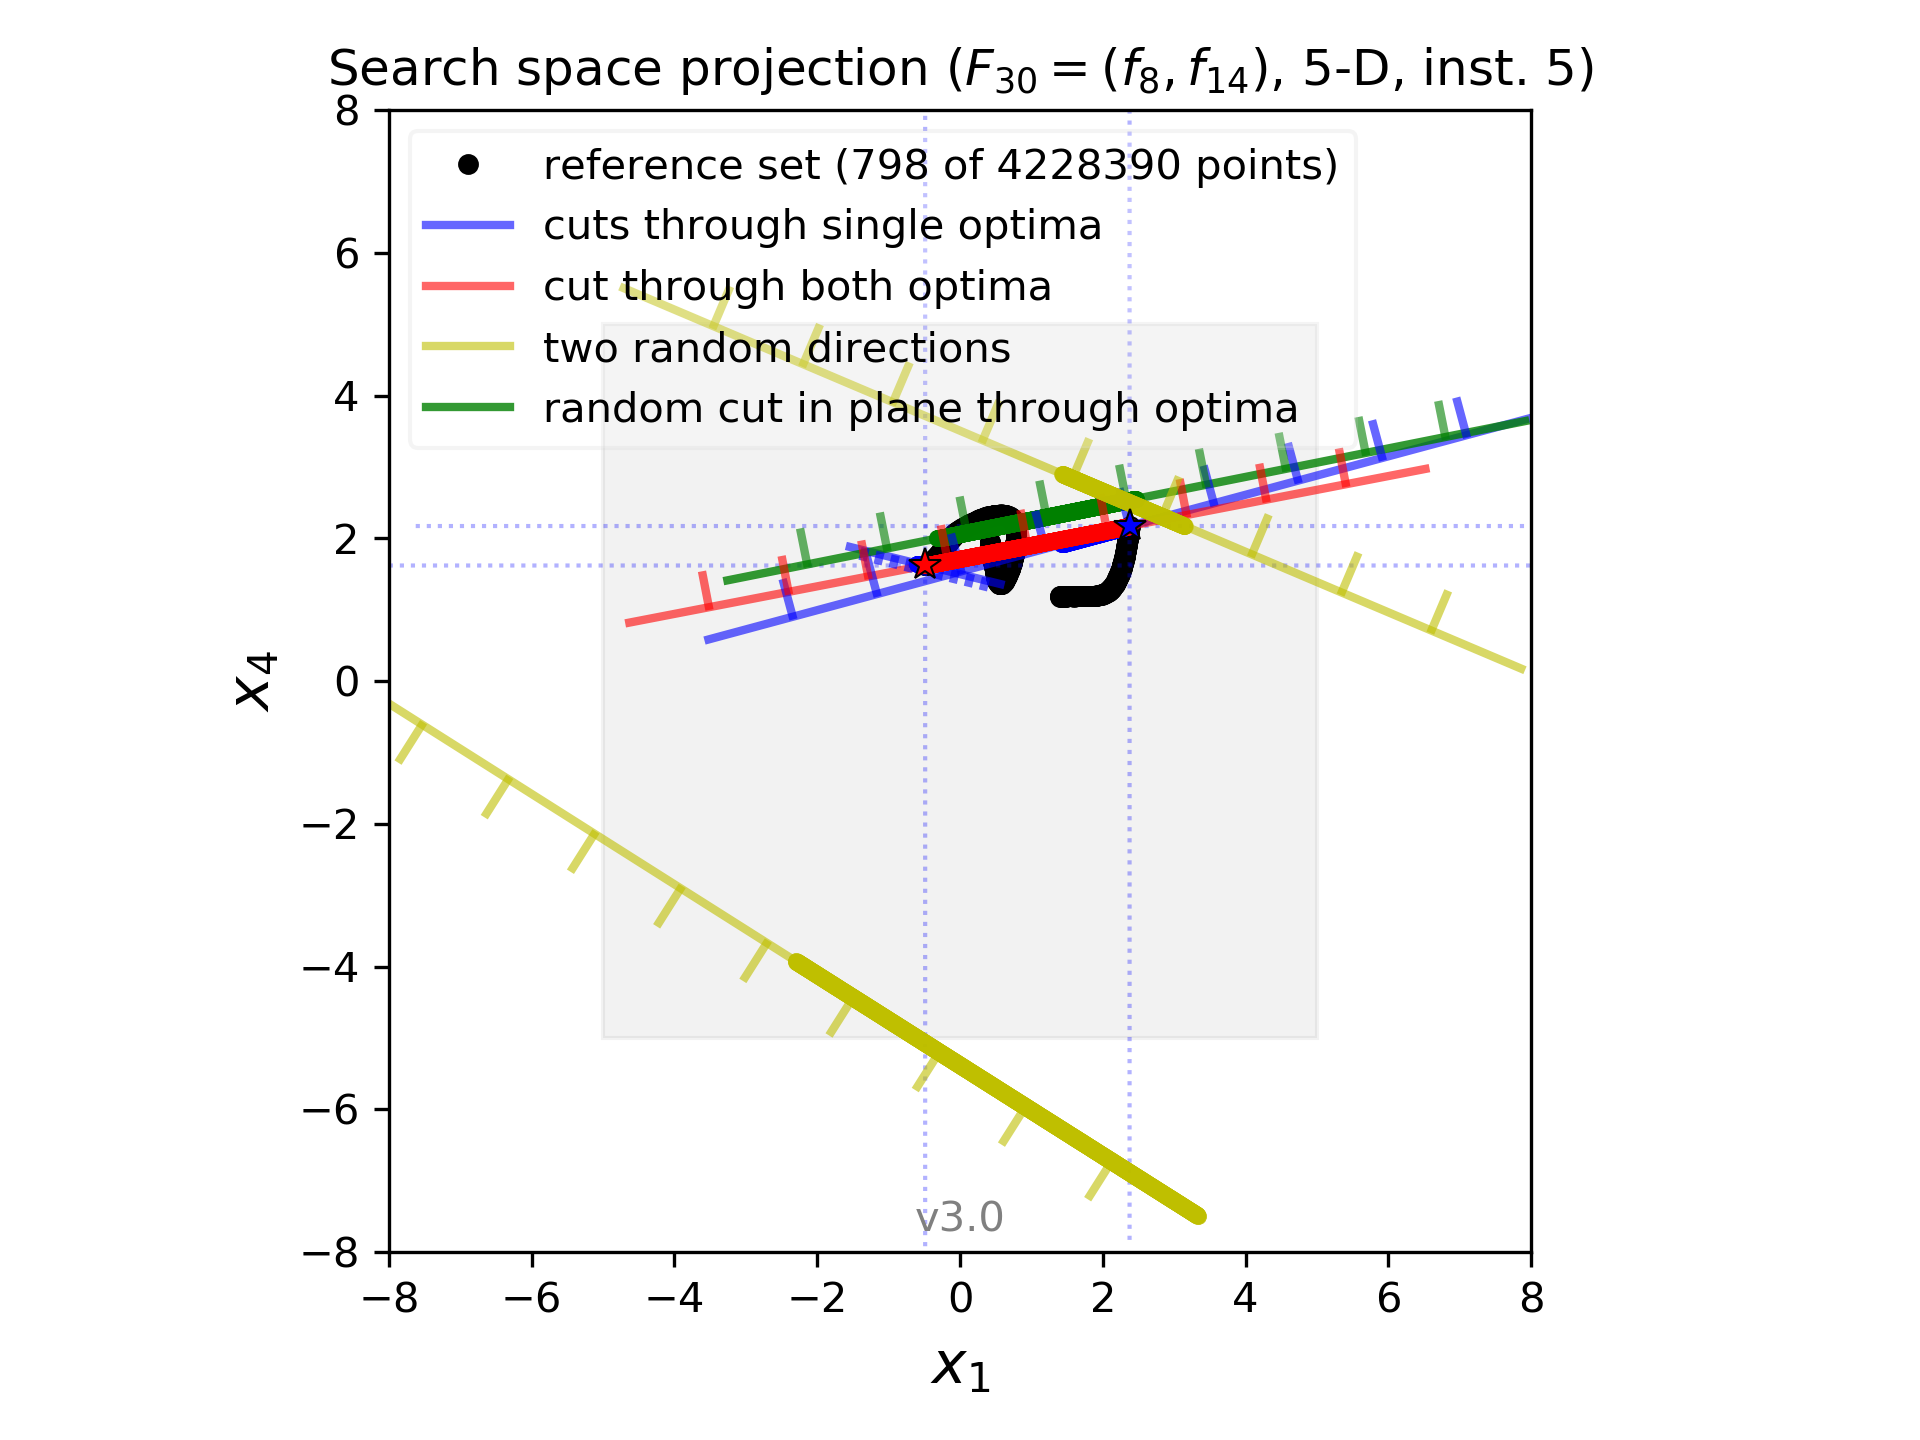 Search space projection (F30 = (f8, f14), 5-D, inst. 5)
reference set (798 of 4228390 points)
cuts through single optima
cut through both optima
two random directions
random cut in plane through optima
8
6
4
2
0
−2
−4
−6
−8
x4
v3.0
−8 −6 −4 −2 0 2 4 6 8
x1